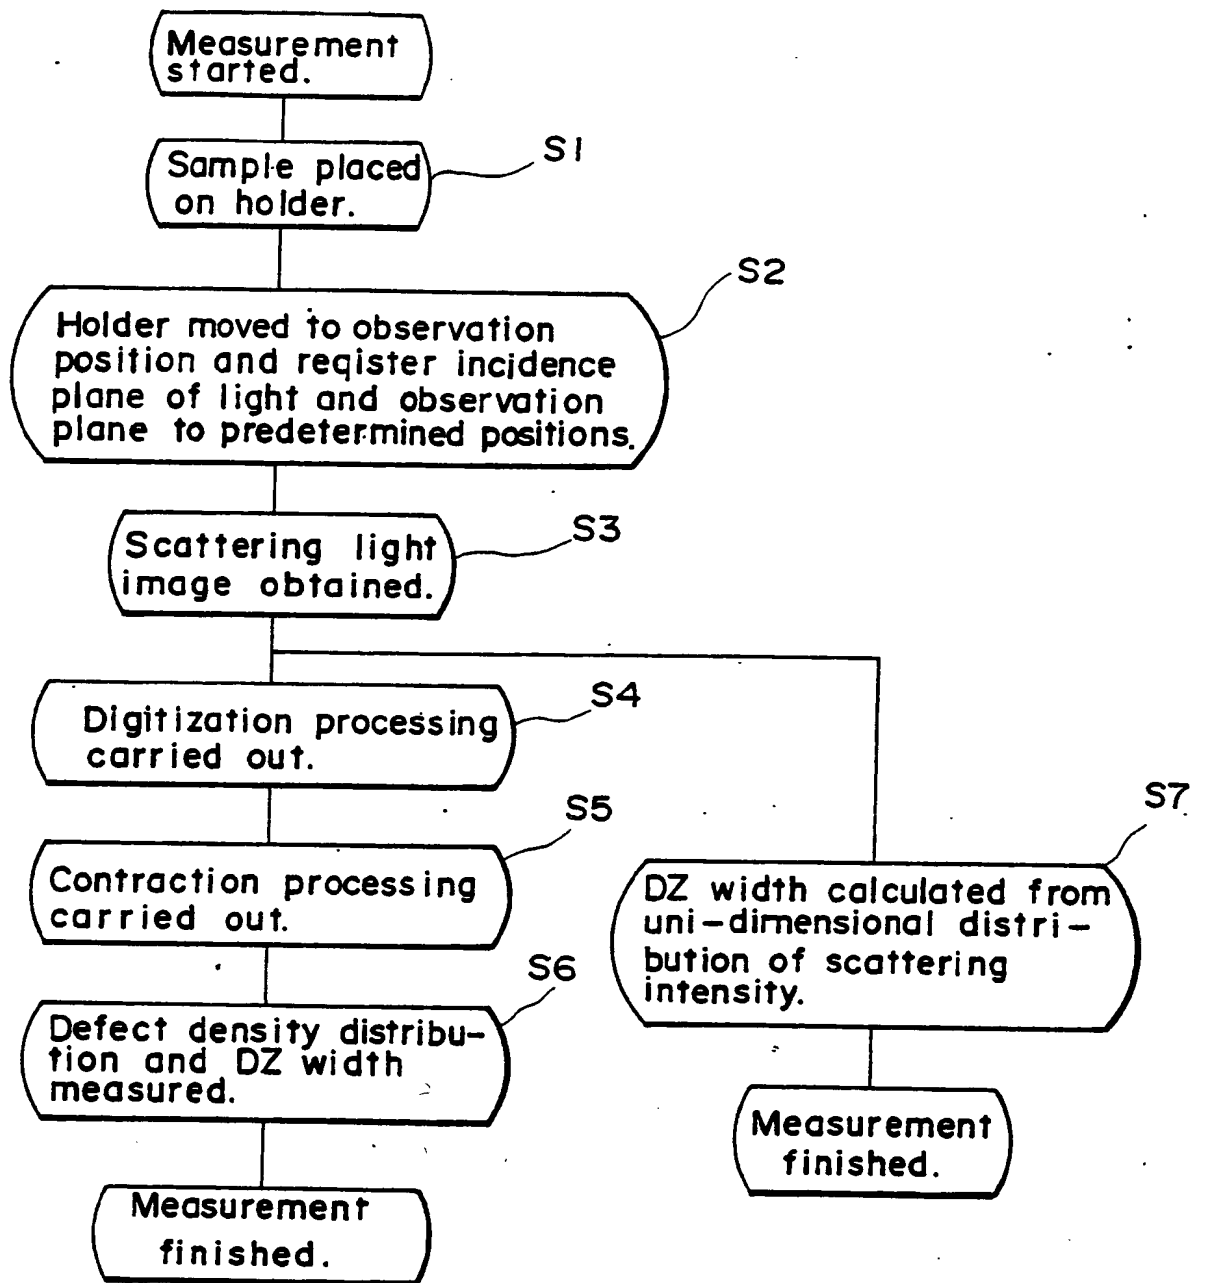 Measurement
started.
S1
Sample placed
on holder.
S2
Holder moved to observation
position and reqister incidence
plane of light and observation
plane to predetermined positions.
S3
Scattering light
image obtained.
S4
Digitization processing
carried out.
S5
Contraction processing
carried out.
S6
Defect density distribu-
tion and DZ width
measured.
Measurement
finished.
S7
DZ width calculated from
uni-dimensional distri-
bution of scattering
intensity.
Measurement
finished.